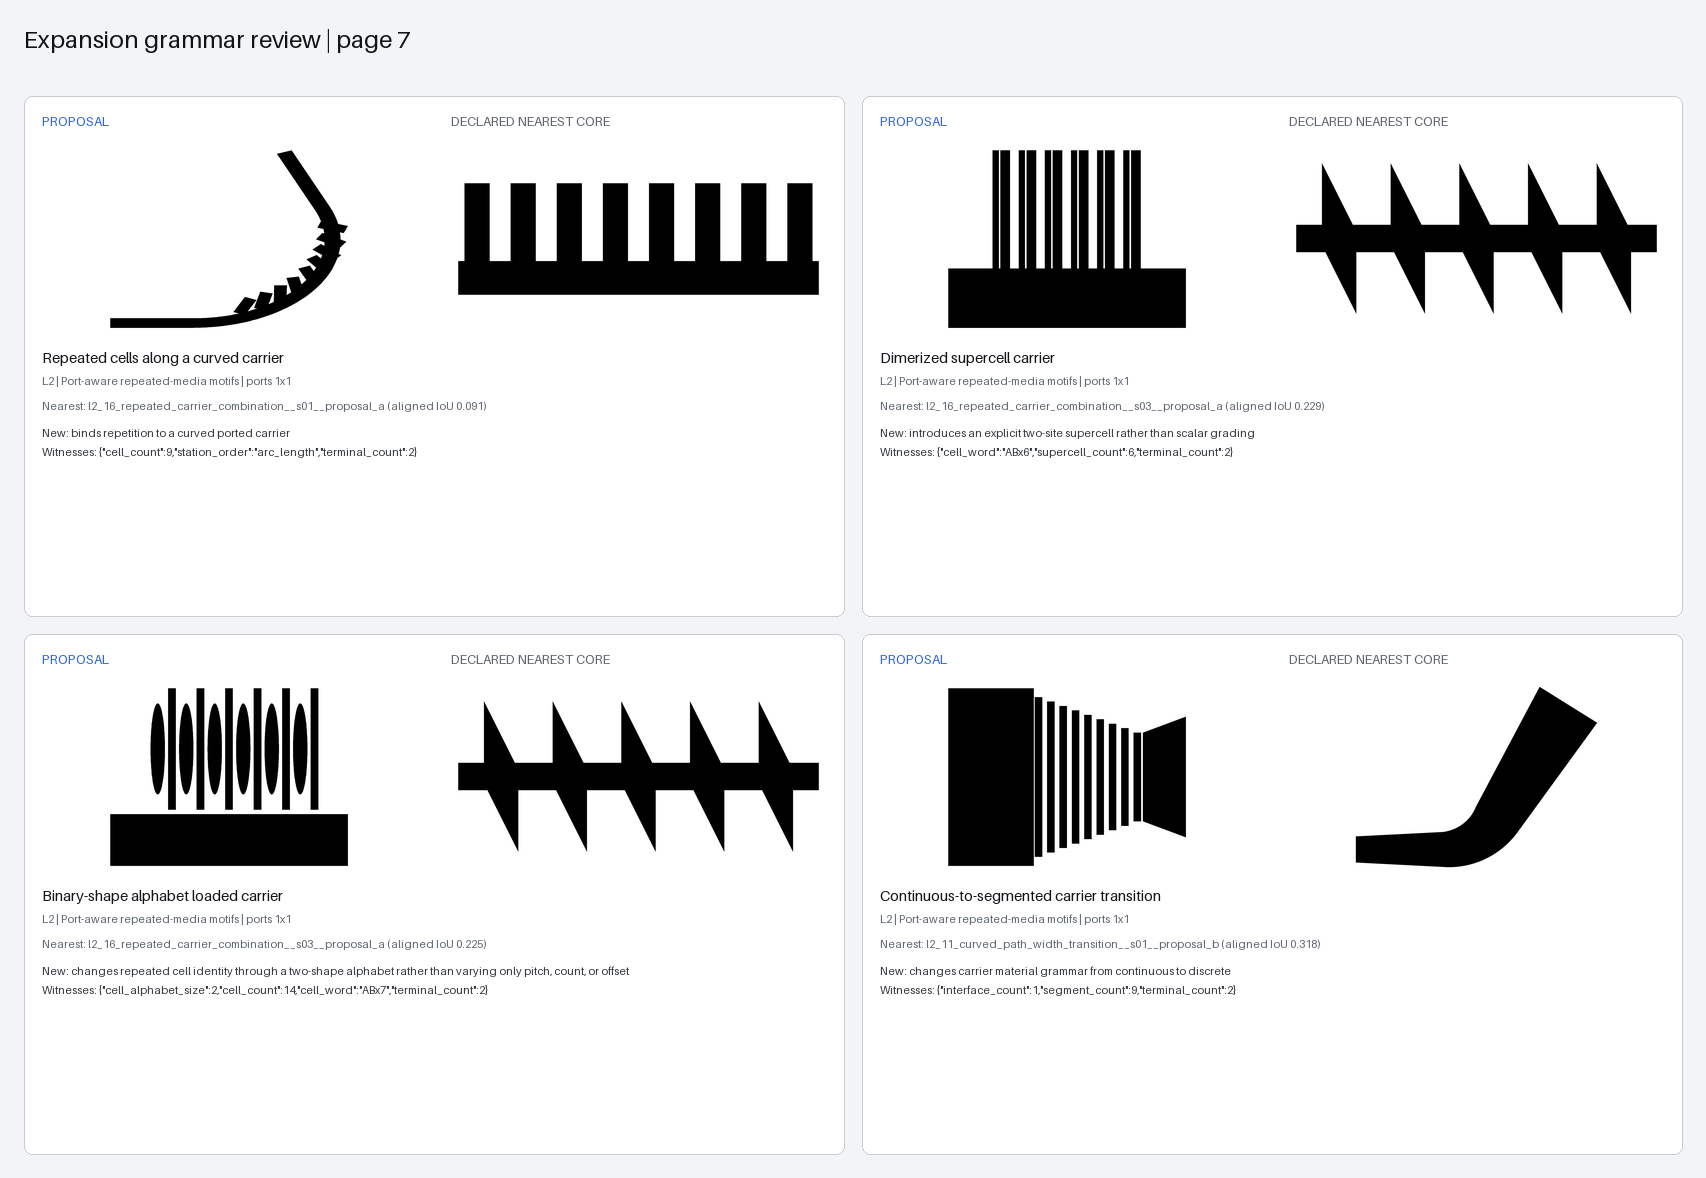 Expansion grammar review | page 7
PROPOSAL
DECLARED NEAREST CORE
Repeated cells along a curved carrier
L2 | Port-aware repeated-media motifs | ports 1x1
Nearest: l2_16_repeated_carrier_combination__s01__proposal_a (aligned IoU 0.091)
New: binds repetition to a curved ported carrier
Witnesses: {"cell_count":9,"station_order":"arc_length","terminal_count":2}
PROPOSAL
DECLARED NEAREST CORE
Dimerized supercell carrier
L2 | Port-aware repeated-media motifs | ports 1x1
Nearest: l2_16_repeated_carrier_combination__s03__proposal_a (aligned IoU 0.229)
New: introduces an explicit two-site supercell rather than scalar grading
Witnesses: {"cell_word":"ABx6","supercell_count":6,"terminal_count":2}
PROPOSAL
DECLARED NEAREST CORE
Binary-shape alphabet loaded carrier
L2 | Port-aware repeated-media motifs | ports 1x1
Nearest: l2_16_repeated_carrier_combination__s03__proposal_a (aligned IoU 0.225)
New: changes repeated cell identity through a two-shape alphabet rather than varying only pitch, count, or offset
Witnesses: {"cell_alphabet_size":2,"cell_count":14,"cell_word":"ABx7","terminal_count":2}
PROPOSAL
DECLARED NEAREST CORE
Continuous-to-segmented carrier transition
L2 | Port-aware repeated-media motifs | ports 1x1
Nearest: l2_11_curved_path_width_transition__s01__proposal_b (aligned IoU 0.318)
New: changes carrier material grammar from continuous to discrete
Witnesses: {"interface_count":1,"segment_count":9,"terminal_count":2}